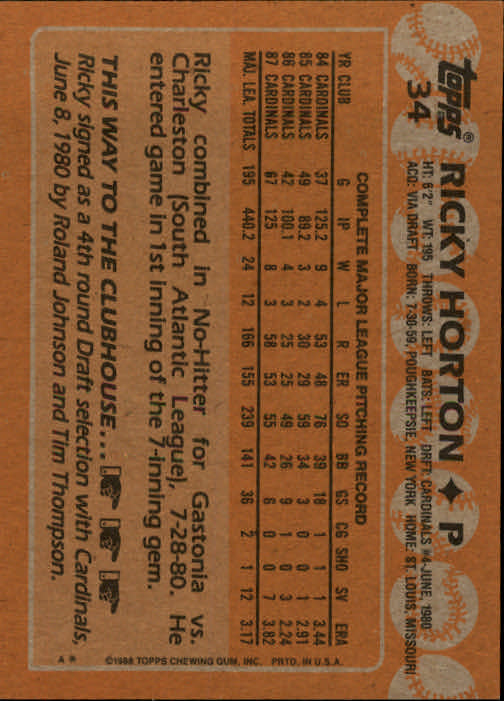 Topps®
34
RICKY HORTON ♦ P
HT: 6'2" WT: 195 THROWS: LEFT BATS: LEFT DRFT: CARDINALS #4-JUNE, 1980
ACQ: VIA DRAFT. BORN: 7-30-59, POUGHKEEPSIE, NEW YORK HOME: ST. LOUIS, MISSOURI
COMPLETE MAJOR LEAGUE PITCHING RECORD
YR CLUB G IP W L R ER SO BB GS CG SHO SV ERA
84 CARDINALS 37 125.2 9 4 53 48 76 39 18 1 1 1 3.44
85 CARDINALS 49 89.2 3 2 30 29 59 34 3 0 0 1 2.91
86 CARDINALS 42 100.1 4 3 25 25 49 26 9 1 0 3 2.24
87 CARDINALS 67 125 8 3 58 53 55 42 6 0 0 7 3.82
MAJ. LEA. TOTALS 195 440.2 24 12 166 155 239 141 36 2 1 12 3.17
Ricky combined in No-Hitter for Gastonia vs.
Charleston (South Atlantic League), 7-28-80. He
entered game in 1st inning of the 7-inning gem.
THIS WAY TO THE CLUBHOUSE...
Ricky signed as a 4th round Draft selection with Cardinals,
June 8, 1980 by Roland Johnson and Tim Thompson.
©1988 TOPPS CHEWING GUM, INC. PRTD. IN U.S.A.